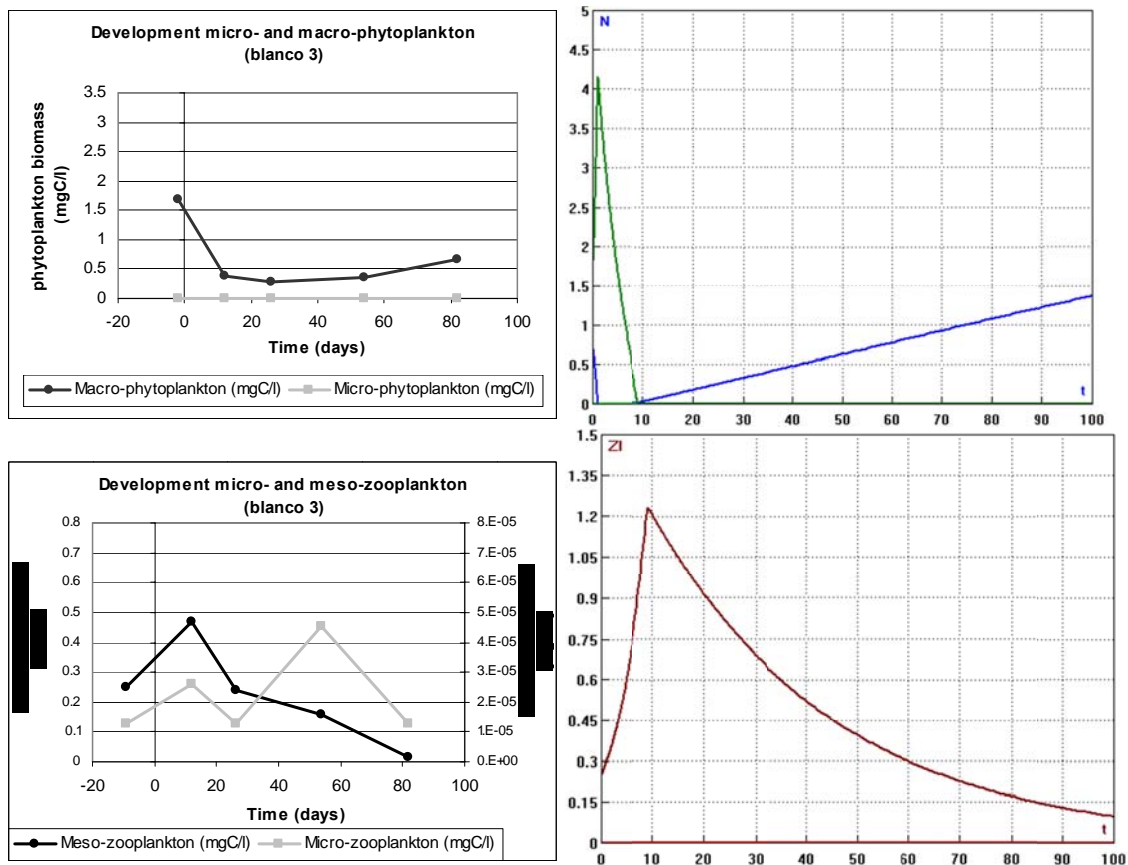 Development micro- and macro-phytoplankton
(blanco 3)
phytoplankton biomass
(mgC/l)
3.5
3
2.5
2
1.5
1
0.5
0
-20 0 20 40 60 80 100
Time (days)
Macro-phytoplankton (mgC/l) Micro-phytoplankton (mgC/l)
N
5
4.5
4
3.5
3
2.5
2
1.5
1
0.5
0
t
0 10 20 30 40 50 60 70 80 90 100
Development micro- and meso-zooplankton
(blanco 3)
0.8
0.7
0.6
0.5
0.4
0.3
0.2
0.1
0
8.E-05
7.E-05
6.E-05
5.E-05
4.E-05
3.E-05
2.E-05
1.E-05
0.E+00
-20 0 20 40 60 80 100
Time (days)
Meso-zooplankton (mgC/l) Micro-zooplankton (mgC/l)
ZI
1.5
1.35
1.2
1.05
0.9
0.75
0.6
0.45
0.3
0.15
0
t
0 10 20 30 40 50 60 70 80 90 100